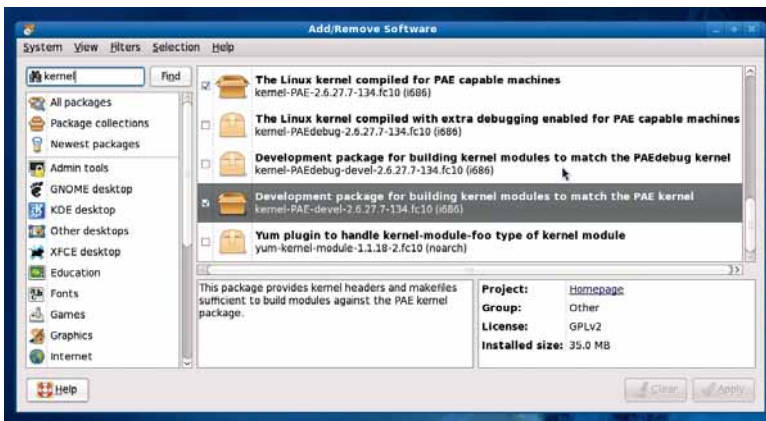 Add/Remove Software
System View Filters Selection Help
kernel Find
All packages
Package collections
Newest packages
Admin tools
GNOME desktop
KDE desktop
Other desktops
XFCE desktop
Education
Fonts
Games
Graphics
Internet
The Linux kernel compiled for PAE capable machines
kernel-PAE-2.6.27.7-134.fc10 (i686)
The Linux kernel compiled with extra debugging enabled for PAE capable machines
kernel-PAEdebug-2.6.27.7-134.fc10 (i686)
Development package for building kernel modules to match the PAEdebug kernel
kernel-PAEdebug-devel-2.6.27.7-134.fc10 (i686)
Development package for building kernel modules to match the PAE kernel
kernel-PAE-devel-2.6.27.7-134.fc10 (i686)
Yum plugin to handle kernel-module-foo type of kernel module
yum-kernel-module-1.1.18-2.fc10 (noarch)
This package provides kernel headers and makefiles
sufficient to build modules against the PAE kernel
package.
Project: Homepage
Group: Other
License: GPLv2
Installed size: 35.0 MB
Help Clear Apply